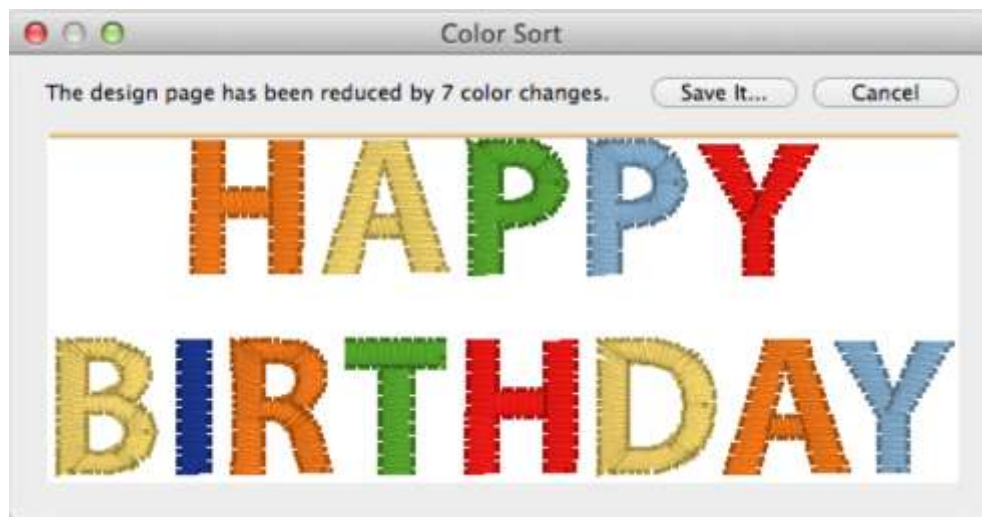 Color Sort
The design page has been reduced by 7 color changes. Save It... Cancel
HAPPY
BIRTHDAY